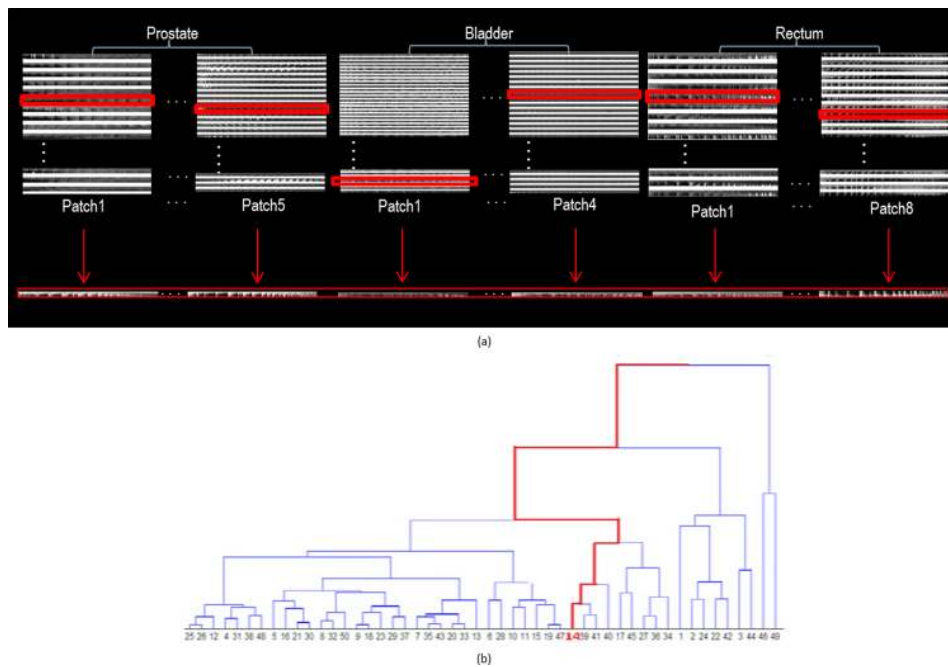 Prostate Bladder Rectum
... ... ...
Patch1 ... Patch5 Patch1 ... Patch4 Patch1 ... Patch8
... ... ...
(a)
25 26 12 4 31 38 48 5 16 21 30 8 32 50 9 18 23 29 37 7 35 43 20 33 13 6 28 10 11 15 19 47 14 39 41 40 17 45 27 36 34 1 2 24 22 42 3 44 46 49
(b)